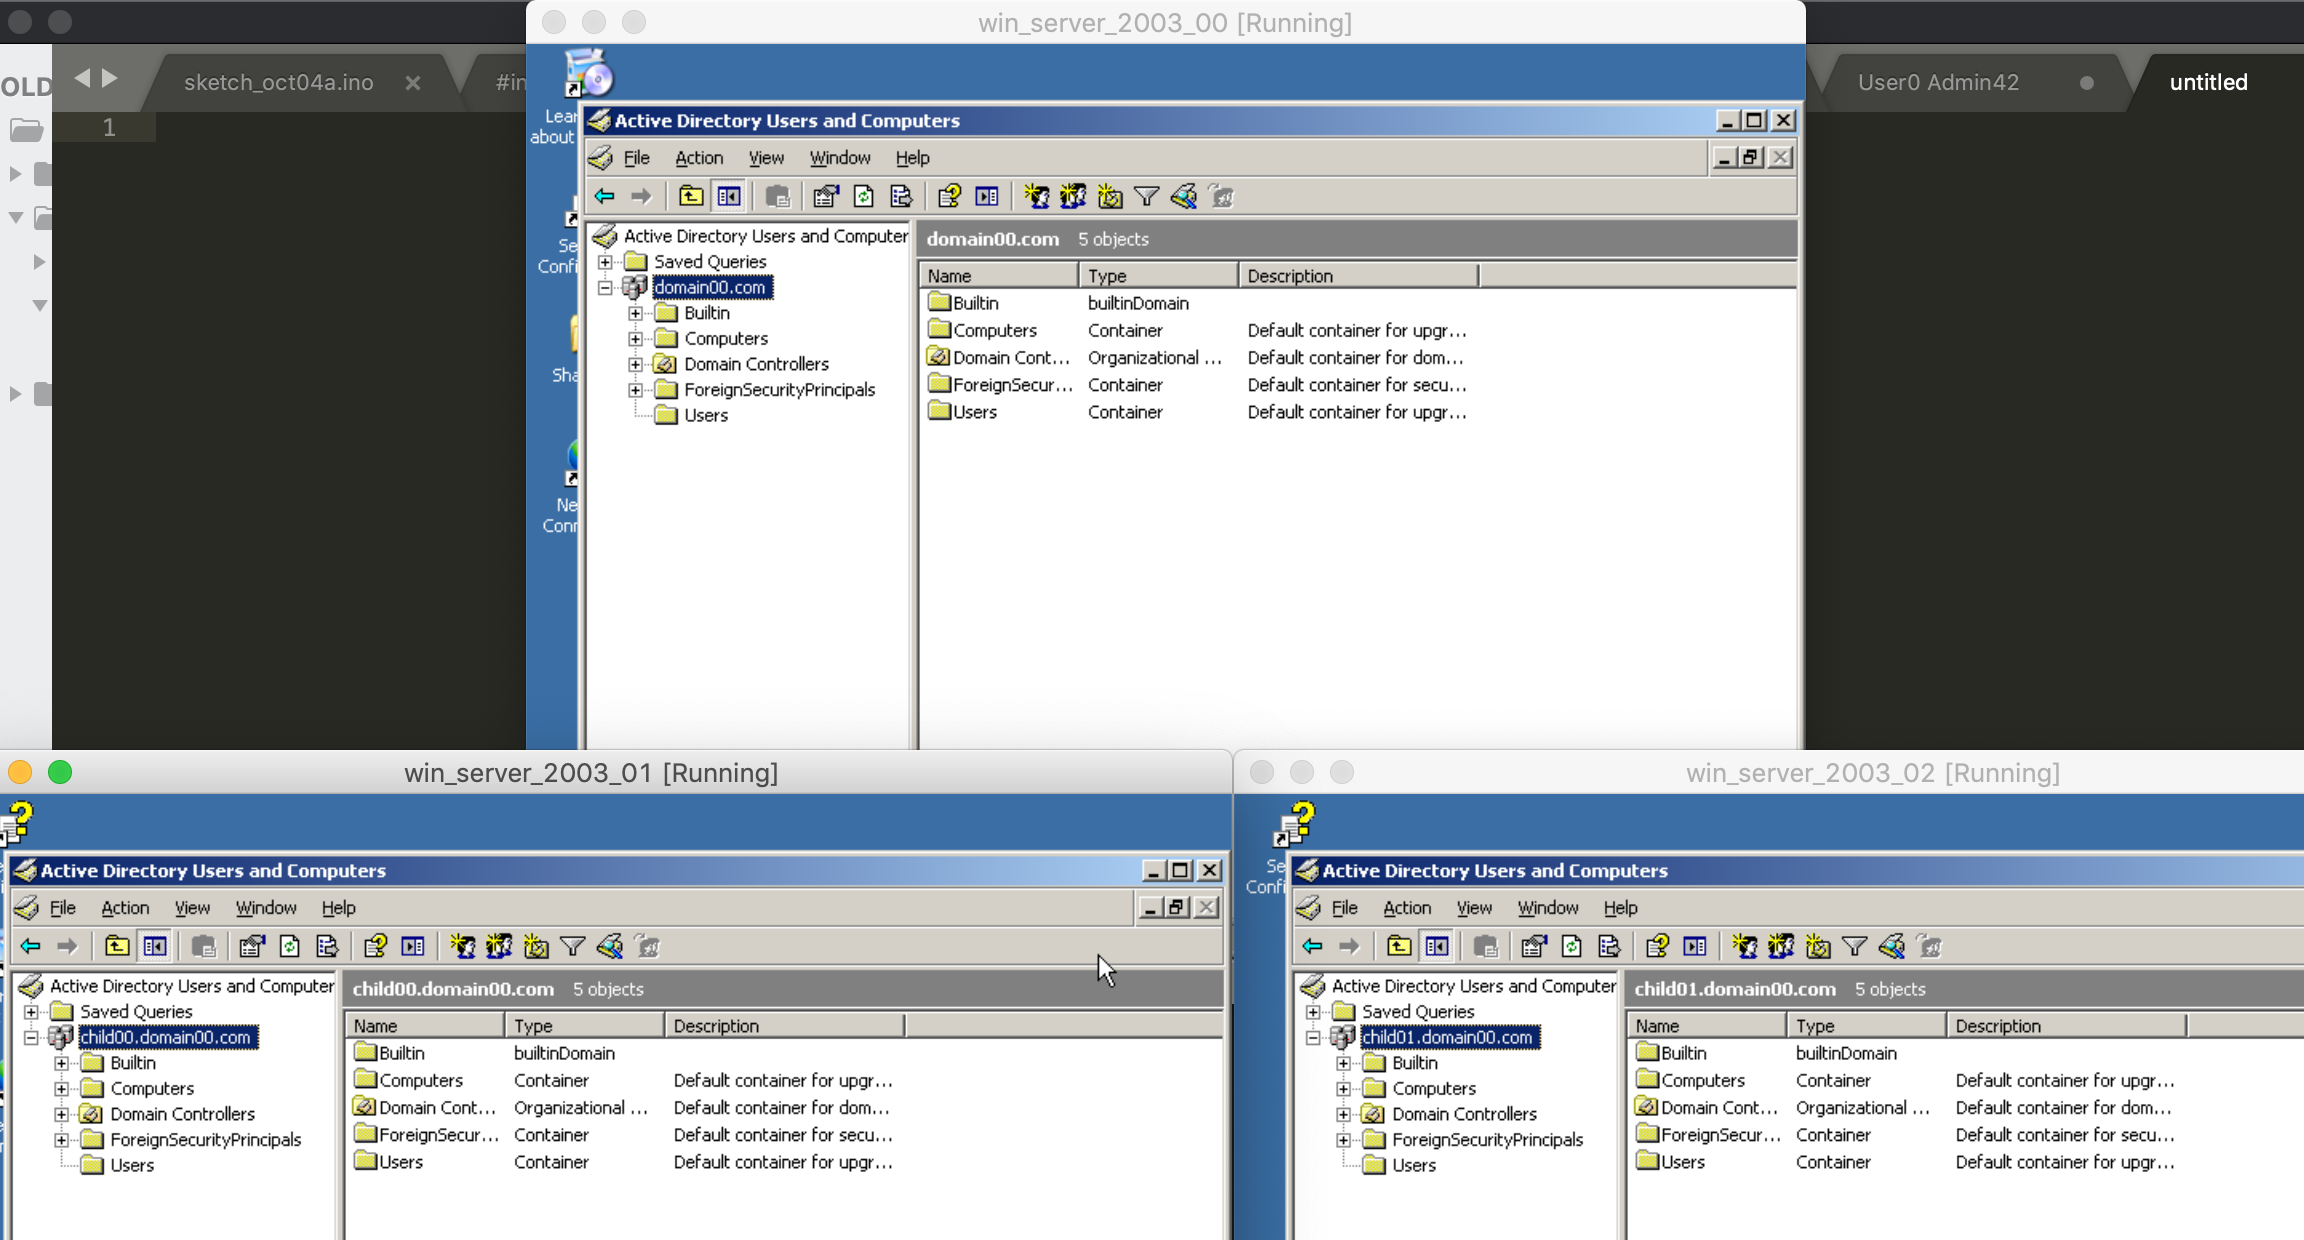 win_server_2003_00 [Running]
OLD
sketch_oct04a.ino
#in
User0 Admin42
untitled
1
Lear
about
Active Directory Users and Computers
File Action View Window Help
Se
Confi
Sha
Ne
Conn
Active Directory Users and Computer
Saved Queries
domain00.com
Builtin
Computers
Domain Controllers
ForeignSecurityPrincipals
Users
domain00.com 5 objects
Name Type Description
Builtin builtinDomain
Computers Container Default container for upgr...
Domain Cont... Organizational ... Default container for dom...
ForeignSecur... Container Default container for secu...
Users Container Default container for upgr...
win_server_2003_01 [Running]
Active Directory Users and Computers
File Action View Window Help
Active Directory Users and Computer
Saved Queries
child00.domain00.com
Builtin
Computers
Domain Controllers
ForeignSecurityPrincipals
Users
child00.domain00.com 5 objects
Name Type Description
Builtin builtinDomain
Computers Container Default container for upgr...
Domain Cont... Organizational ... Default container for dom...
ForeignSecur... Container Default container for secu...
Users Container Default container for upgr...
win_server_2003_02 [Running]
Se
Confi
Active Directory Users and Computers
File Action View Window Help
Active Directory Users and Computer
Saved Queries
child01.domain00.com
Builtin
Computers
Domain Controllers
ForeignSecurityPrincipals
Users
child01.domain00.com 5 objects
Name Type Description
Builtin builtinDomain
Computers Container Default container for upgr...
Domain Cont... Organizational ... Default container for dom...
ForeignSecur... Container Default container for secu...
Users Container Default container for upgr...